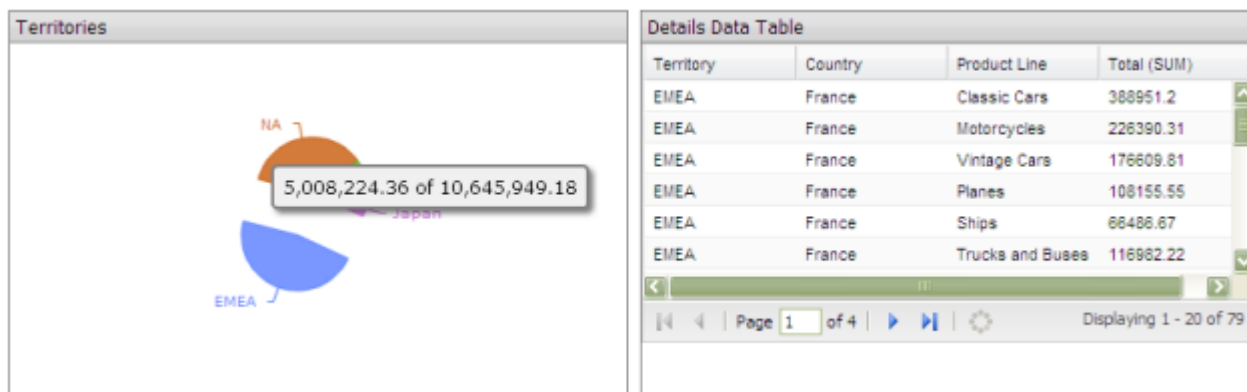 Territories
NA
5,008,224.36 of 10,645,949.18
Japan
EMEA
Details Data Table
Territory Country Product Line Total (SUM)
EMEA France Classic Cars 388951.2
EMEA France Motorcycles 226390.31
EMEA France Vintage Cars 176609.81
EMEA France Planes 108155.55
EMEA France Ships 66486.67
EMEA France Trucks and Buses 116982.22
Page 1 of 4 Displaying 1 - 20 of 79